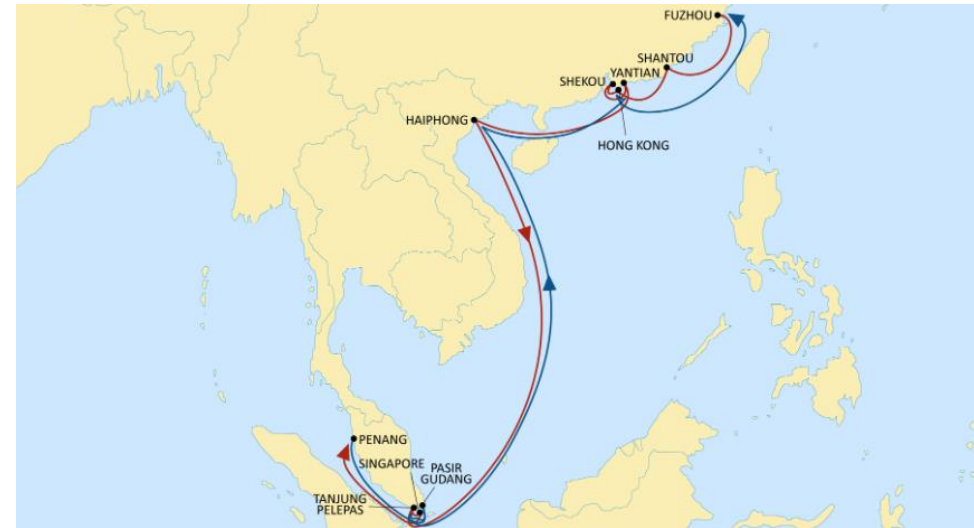 FUZHOU
SHANTOU
SHEKOU
YANTIAN
HAIPHONG
HONG KONG
PENANG
SINGAPORE
PASIR
GUDANG
TANJUNG
PELEPAS